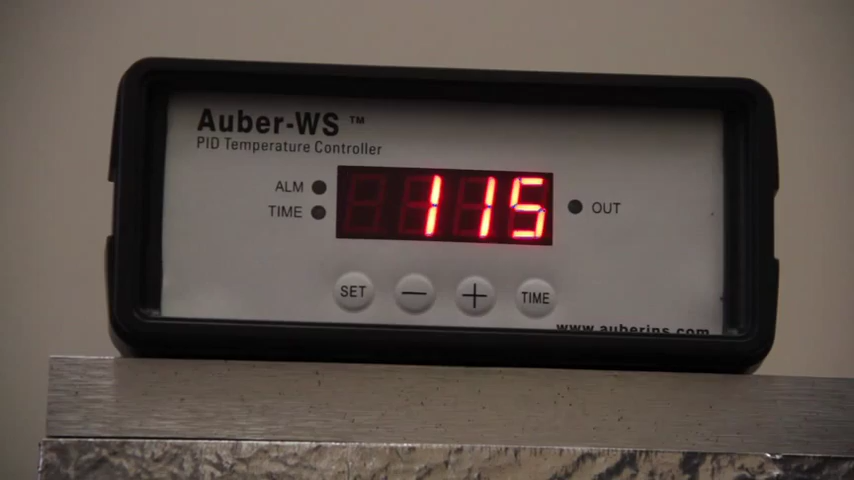 Auber-WS ™
PID Temperature Controller
ALM
TIME
115
OUT
SET
−
+
TIME
www.auberins.com